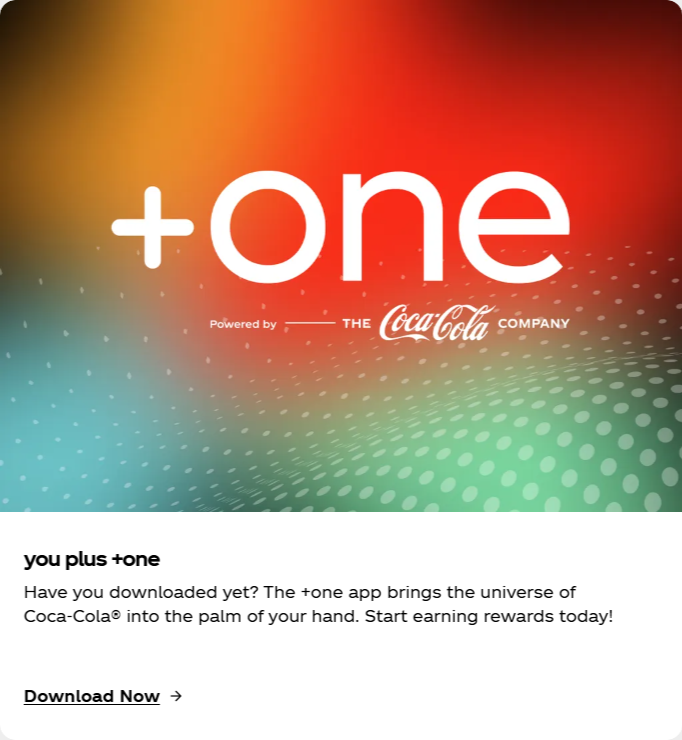 +one
Powered by THE Coca-Cola COMPANY
you plus +one
Have you downloaded yet? The +one app brings the universe of
Coca-Cola® into the palm of your hand. Start earning rewards today!
Download Now →